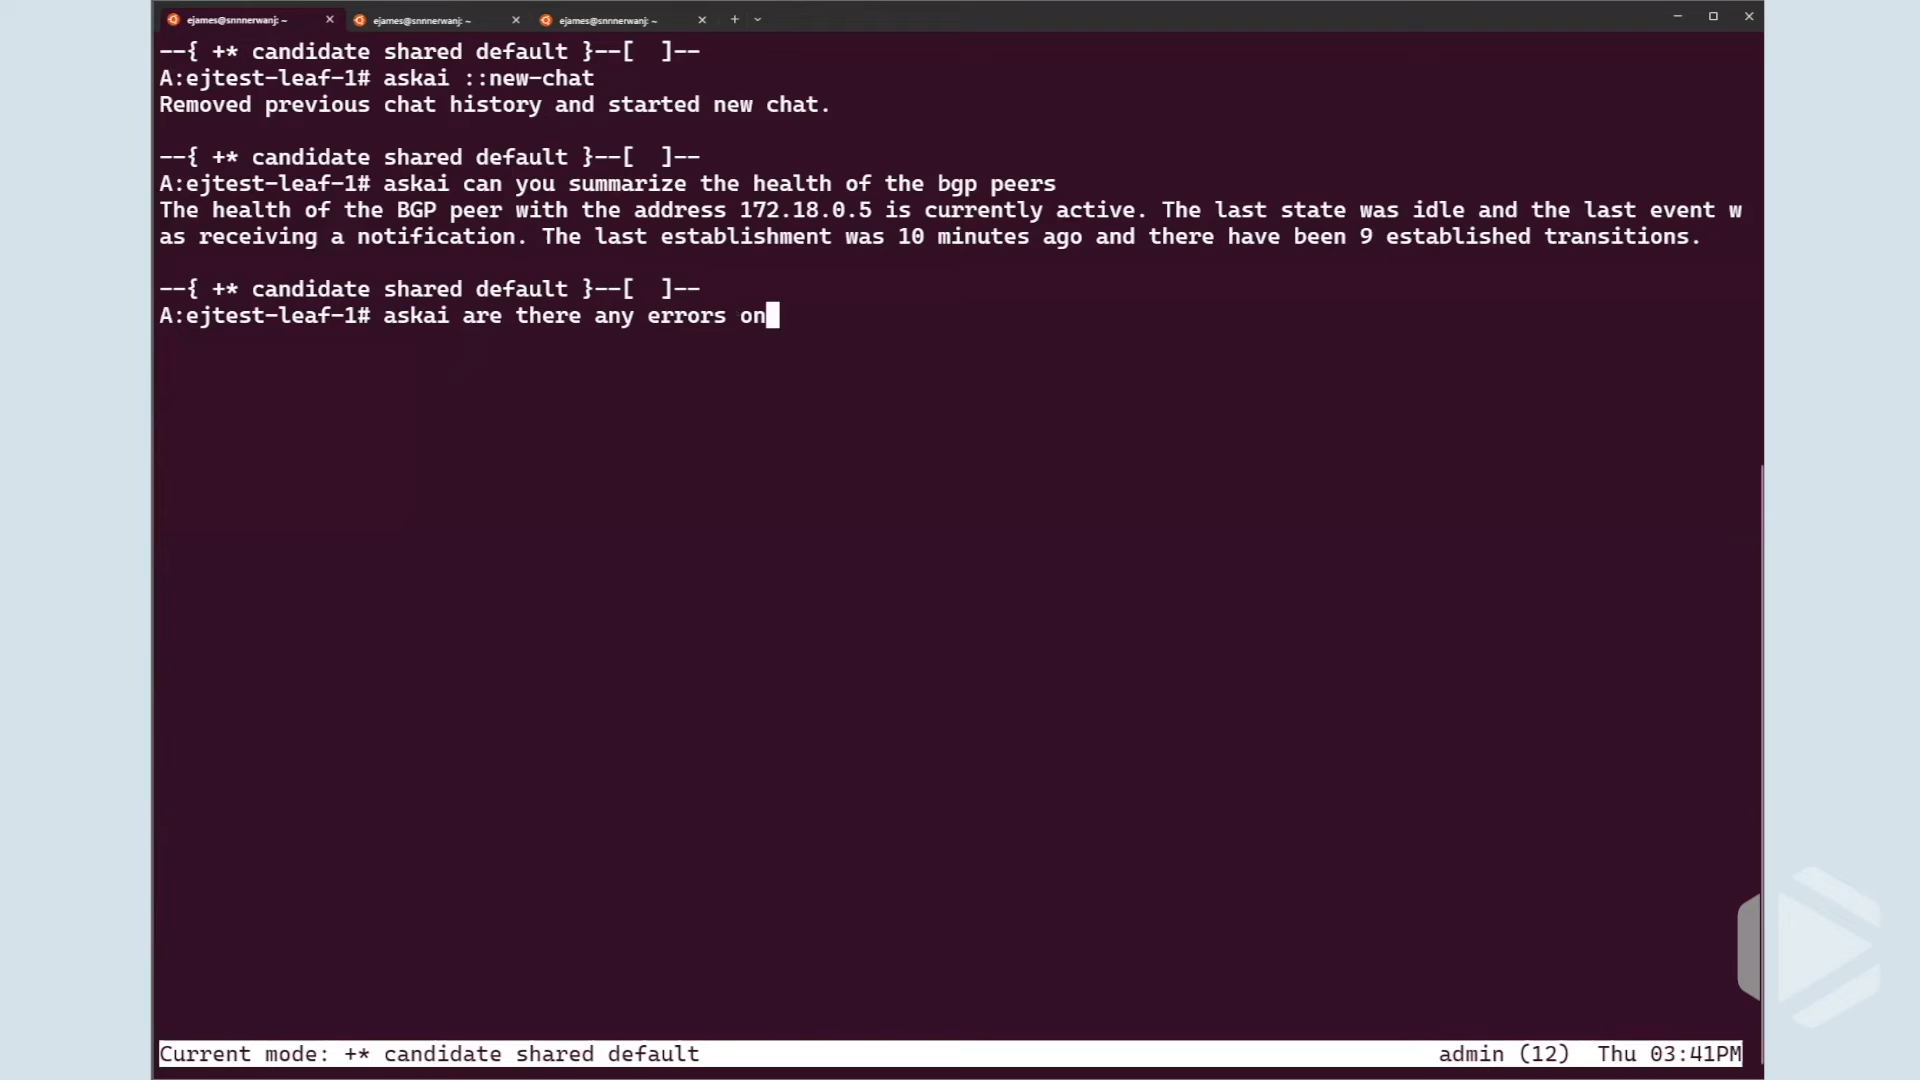 ejames@snnnerwanj: ~ ejames@snnnerwanj: ~ ejames@snnnerwanj: ~
--{ +* candidate shared default }--[  ]--
A:ejtest-leaf-1# askai ::new-chat
Removed previous chat history and started new chat.
--{ +* candidate shared default }--[  ]--
A:ejtest-leaf-1# askai can you summarize the health of the bgp peers
The health of the BGP peer with the address 172.18.0.5 is currently active. The last state was idle and the last event w
as receiving a notification. The last establishment was 10 minutes ago and there have been 9 established transitions.
--{ +* candidate shared default }--[  ]--
A:ejtest-leaf-1# askai are there any errors on
Current mode: +* candidate shared default admin (12) Thu 03:41PM